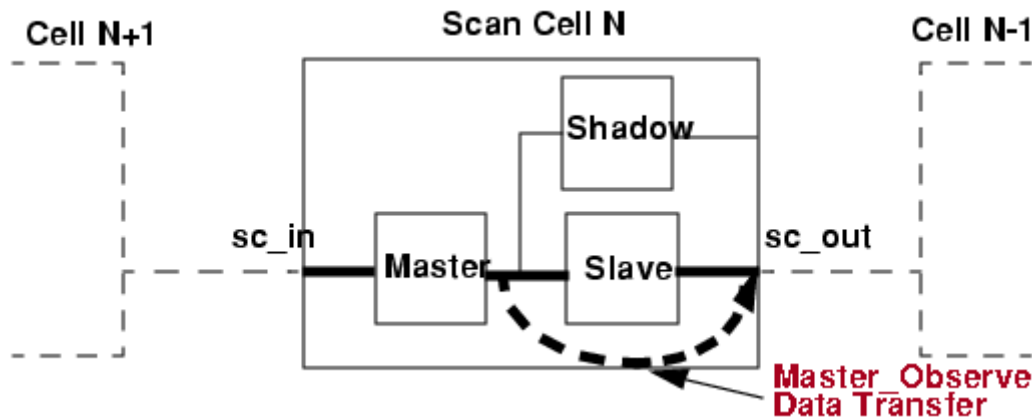 Cell N+1
Scan Cell N
Cell N-1
Shadow
sc_in
Master
Slave
sc_out
Master_Observe
Data Transfer